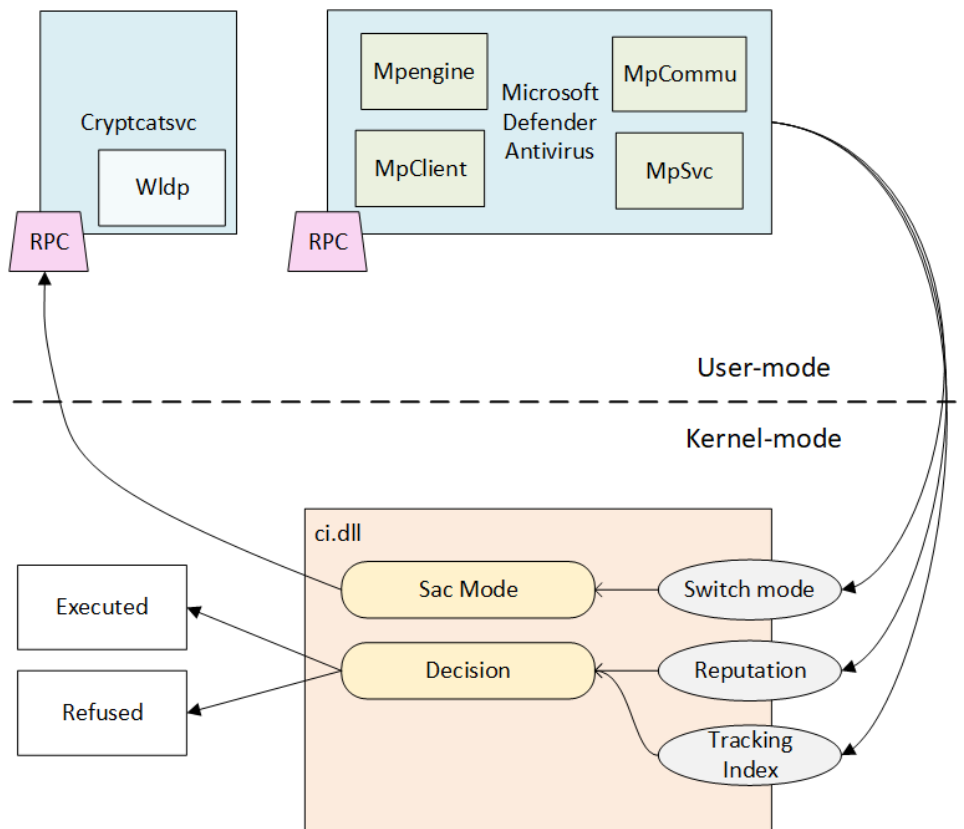 Cryptcatsvc
Wldp
RPC
Mpengine
MpClient
Microsoft
Defender
Antivirus
MpCommu
MpSvc
RPC
User-mode
Kernel-mode
ci.dll
Sac Mode
Switch mode
Executed
Decision
Reputation
Refused
Tracking
Index